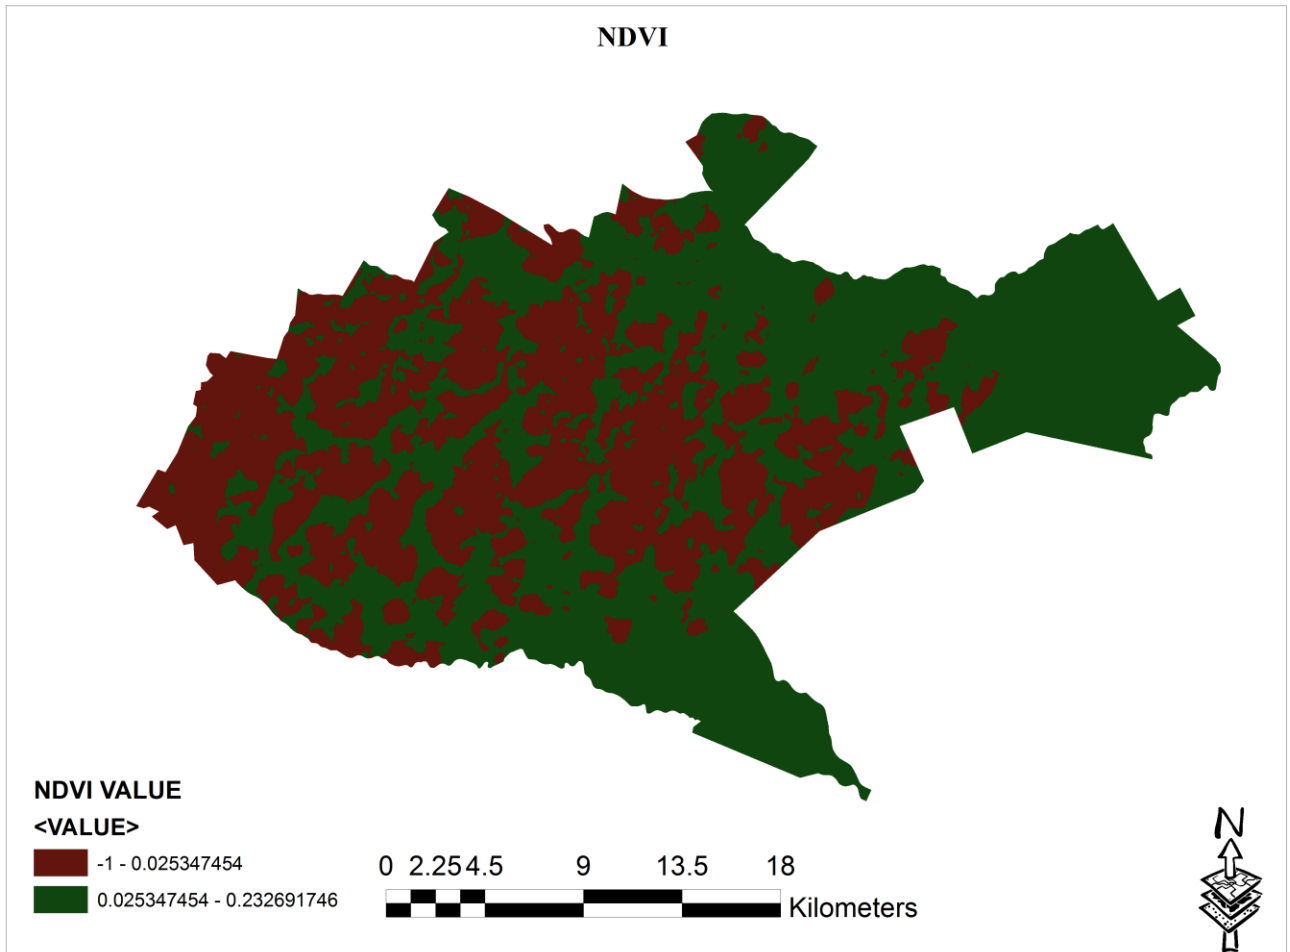 NDVI
NDVI VALUE
<VALUE>
-1 - 0.025347454
0.025347454 - 0.232691746
0 2.25 4.5 9 13.5 18
Kilometers
N